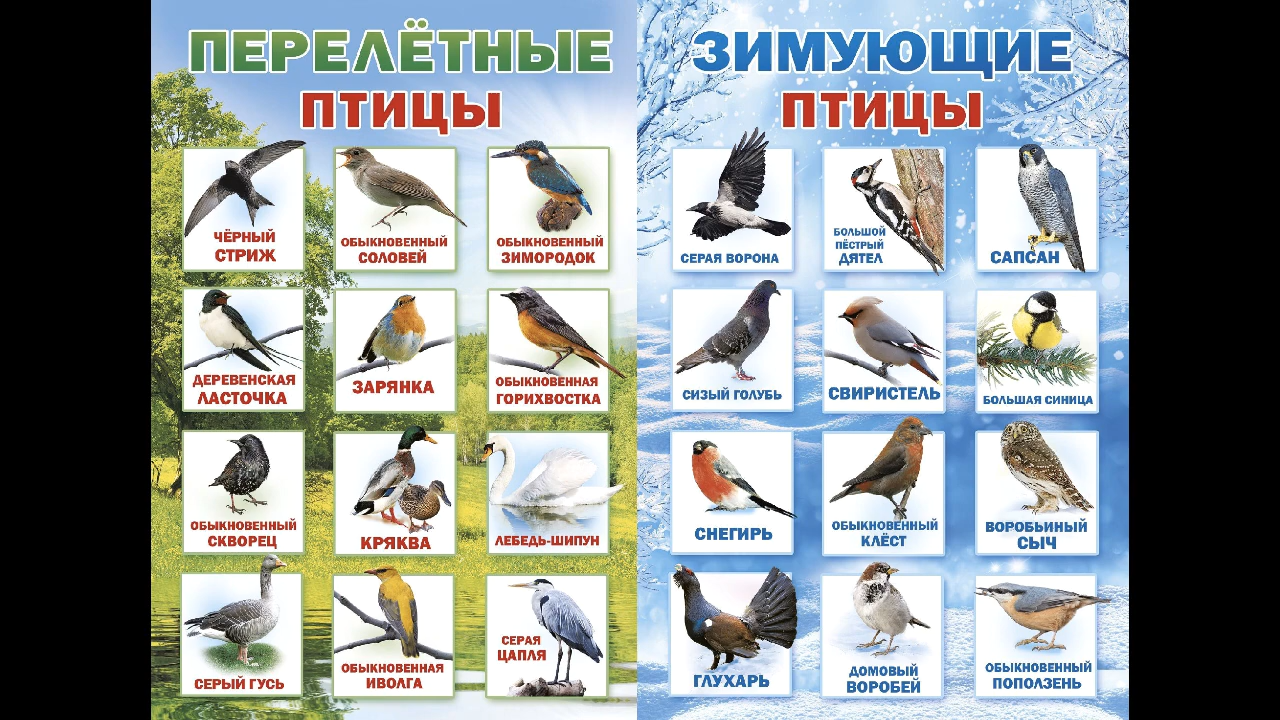 ПЕРЕЛЁТНЫЕ
ПТИЦЫ
ЧЁРНЫЙ
СТРИЖ
ОБЫКНОВЕННЫЙ
СОЛОВЕЙ
ОБЫКНОВЕННЫЙ
ЗИМОРОДОК
ДЕРЕВЕНСКАЯ
ЛАСТОЧКА
ЗАРЯНКА
ОБЫКНОВЕННАЯ
ГОРИХВОСТКА
ОБЫКНОВЕННЫЙ
СКВОРЕЦ
КРЯКВА
ЛЕБЕДЬ-ШИПУН
СЕРЫЙ ГУСЬ
ОБЫКНОВЕННАЯ
ИВОЛГА
СЕРАЯ
ЦАПЛЯ
ЗИМУЮЩИЕ
ПТИЦЫ
СЕРАЯ ВОРОНА
БОЛЬШОЙ
ПЁСТРЫЙ
ДЯТЕЛ
САПСАН
СИЗЫЙ ГОЛУБЬ
СВИРИСТЕЛЬ
БОЛЬШАЯ СИНИЦА
СНЕГИРЬ
ОБЫКНОВЕННЫЙ
КЛЁСТ
ВОРОБЬИНЫЙ
СЫЧ
ГЛУХАРЬ
ДОМОВЫЙ
ВОРОБЕЙ
ОБЫКНОВЕННЫЙ
ПОПОЛЗЕНЬ